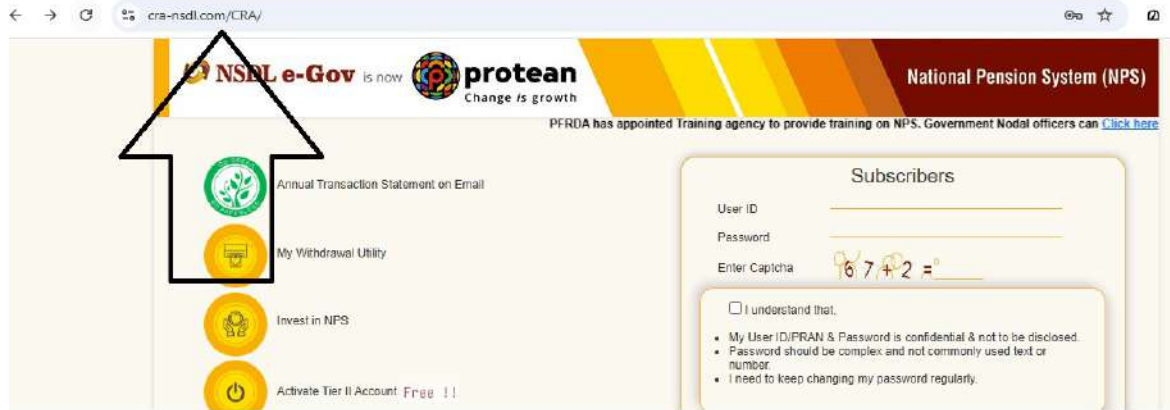 cra-nsdl.com/CRA/
NSDL e-Gov is now protean
Change is growth
National Pension System (NPS)
PFRDA has appointed Training agency to provide training on NPS. Government Nodal officers can Click here
Annual Transaction Statement on Email
My Withdrawal Utility
Invest in NPS
Activate Tier II Account Free !!
Subscribers
User ID
Password
Enter Captcha 67+2 =
I understand that,
My User ID/PRAN & Password is confidential & not to be disclosed.
Password should be complex and not commonly used text or
number.
I need to keep changing my password regularly.